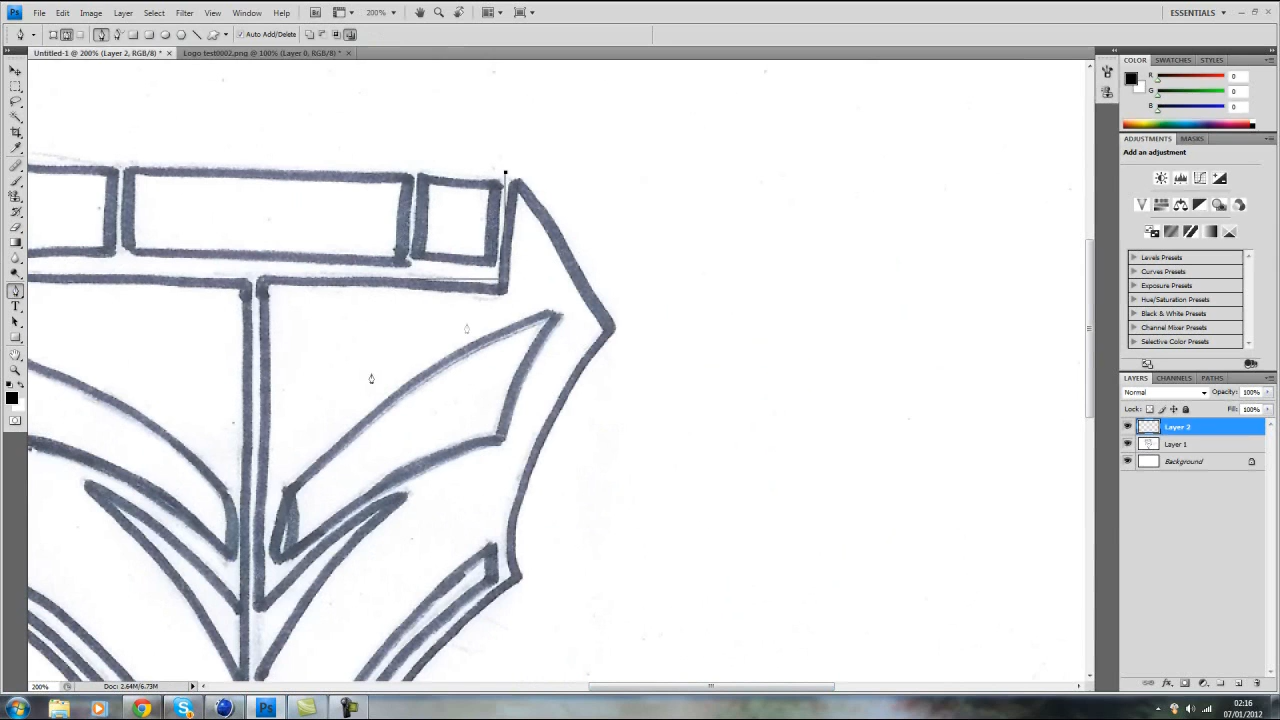 Ps File Edit Image Layer Select Filter View Window Help Br 200% ESSENTIALS
Auto Add/Delete
Untitled-1 @ 200% (Layer 2, RGB/8) * × Logo test0002.png @ 100% (Layer 0, RGB/8) * ×
COLOR SWATCHES STYLES
R 0
G 0
B 0
ADJUSTMENTS MASKS
Add an adjustment
Levels Presets
Curves Presets
Exposure Presets
Hue/Saturation Presets
Black & White Presets
Channel Mixer Presets
Selective Color Presets
LAYERS CHANNELS PATHS
Normal Opacity: 100%
Lock: Fill: 100%
Layer 2
Layer 1
Background
200% Doc: 2.64M/6.73M
Ps
02:16
07/01/2012